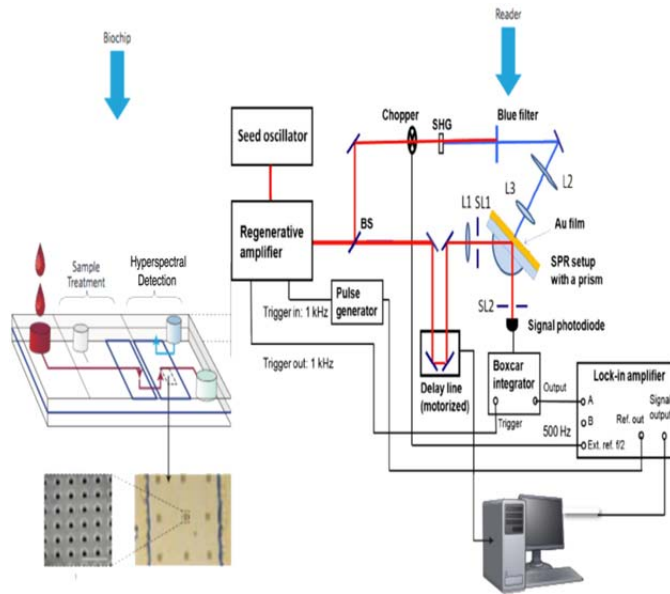 Biochip
Reader
Chopper
SHG
Blue filter
Seed oscillator
L2
L3
L1 SL1
Au film
BS
Regenerative
amplifier
SPR setup
with a prism
Sample
Treatment
Hyperspectral
Detection
SL2
Trigger in: 1 kHz
Pulse
generator
Signal photodiode
Trigger out: 1 kHz
Delay line
(motorized)
Boxcar
integrator
Output
Trigger
500 Hz
Lock-in amplifier
A
B
Ext. ref. f/2
Ref. out
Signal
output